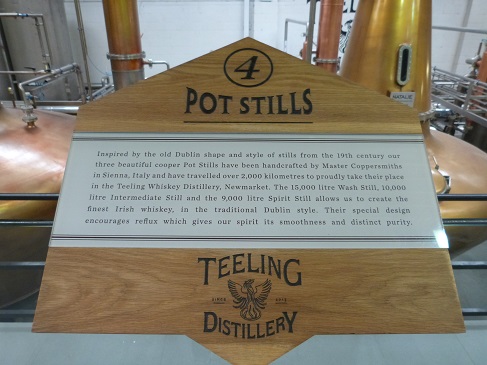 4
POT STILLS
Inspired by the old Dublin shape and style of stills from the 19th century our
three beautiful cooper Pot Stills have been handcrafted by Master Coppersmiths
in Sienna, Italy and have travelled over 2,000 kilometres to proudly take their place
in the Teeling Whiskey Distillery, Newmarket. The 15,000 litre Wash Still, 10,000
litre Intermediate Still and the 9,000 litre Spirit Still allows us to create the
finest Irish whiskey, in the traditional Dublin style. Their special design
encourages reflux which gives our spirit its smoothness and distinct purity.
TEELING
DISTILLERY
NATALIE